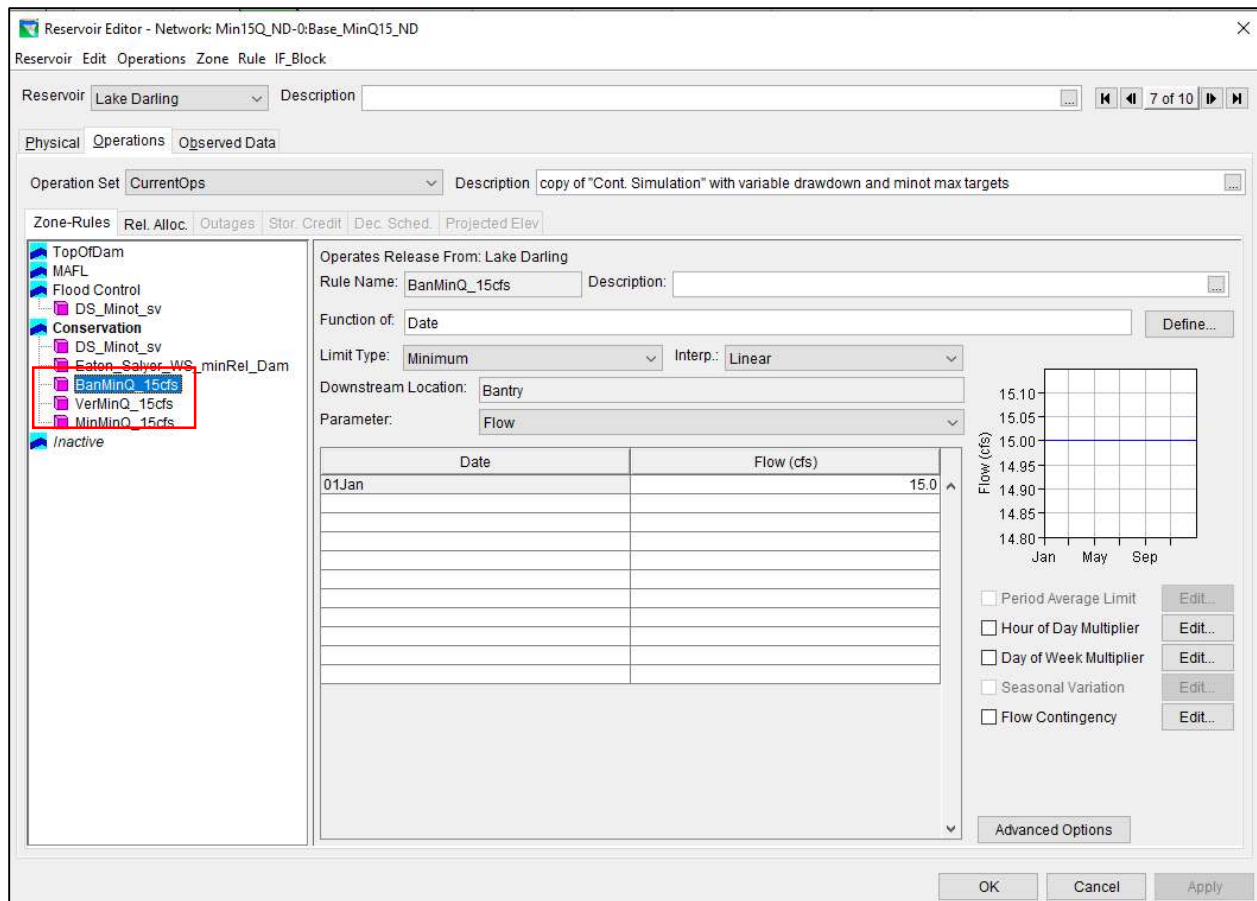 Reservoir Editor - Network: Min15Q_ND-0:Base_MinQ15_ND
Reservoir Edit Operations Zone Rule IF_Block
Reservoir Lake Darling Description ... 7 of 10
Physical Operations Observed Data
Operation Set CurrentOps Description copy of "Cont. Simulation" with variable drawdown and minot max targets ...
Zone-Rules Rel. Alloc. Outages Stor. Credit Dec. Sched. Projected Elev
TopOfDam
MAFL
Flood Control
DS_Minot_sv
Conservation
DS_Minot_sv
Eaton_Salyer_WS_minRel_Dam
BanMinQ_15cfs
VerMinQ_15cfs
MinMinQ_15cfs
Inactive
Operates Release From: Lake Darling
Rule Name: BanMinQ_15cfs Description: ...
Function of: Date Define...
Limit Type: Minimum Interp.: Linear
Downstream Location: Bantry
Parameter: Flow
Date Flow (cfs)
01Jan 15.0
Flow (cfs)
15.10
15.05
15.00
14.95
14.90
14.85
14.80
Jan May Sep
Period Average Limit Edit...
Hour of Day Multiplier Edit...
Day of Week Multiplier Edit...
Seasonal Variation Edit...
Flow Contingency Edit...
Advanced Options
OK Cancel Apply